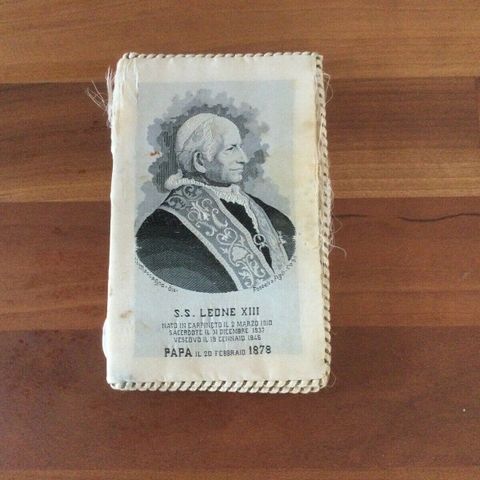 S.S. LEONE XIII
NATO IN CARPINETO IL 2 MARZO 1810
SACERDOTE IL 31 DICEMBRE 1837
VESCOVO IL 19 GENNAIO 1846
PAPA IL 20 FEBBRAIO 1878